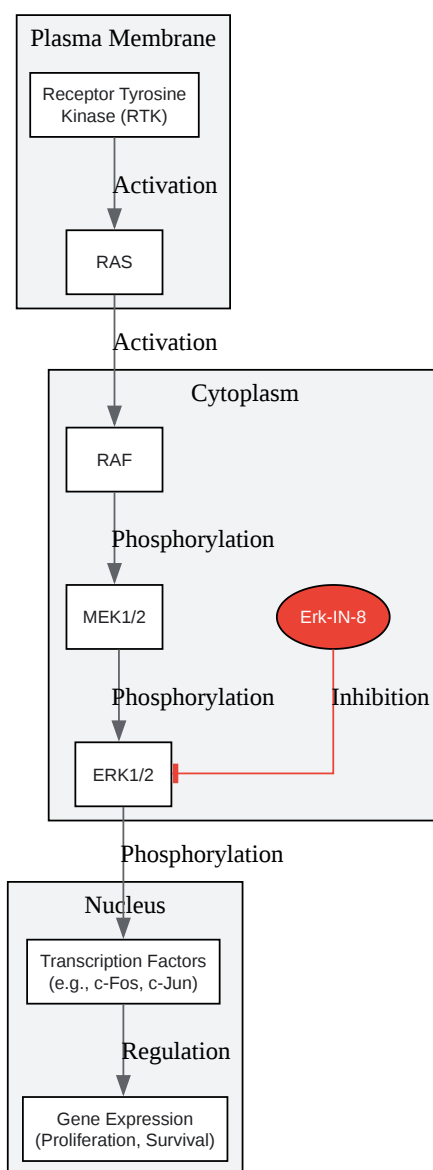 Plasma Membrane
Receptor Tyrosine
Kinase (RTK)
Activation
RAS
Activation
Cytoplasm
RAF
Phosphorylation
MEK1/2
Erk-IN-8
Phosphorylation
Inhibition
ERK1/2
Phosphorylation
Nucleus
Transcription Factors
(e.g., c-Fos, c-Jun)
Regulation
Gene Expression
(Proliferation, Survival)